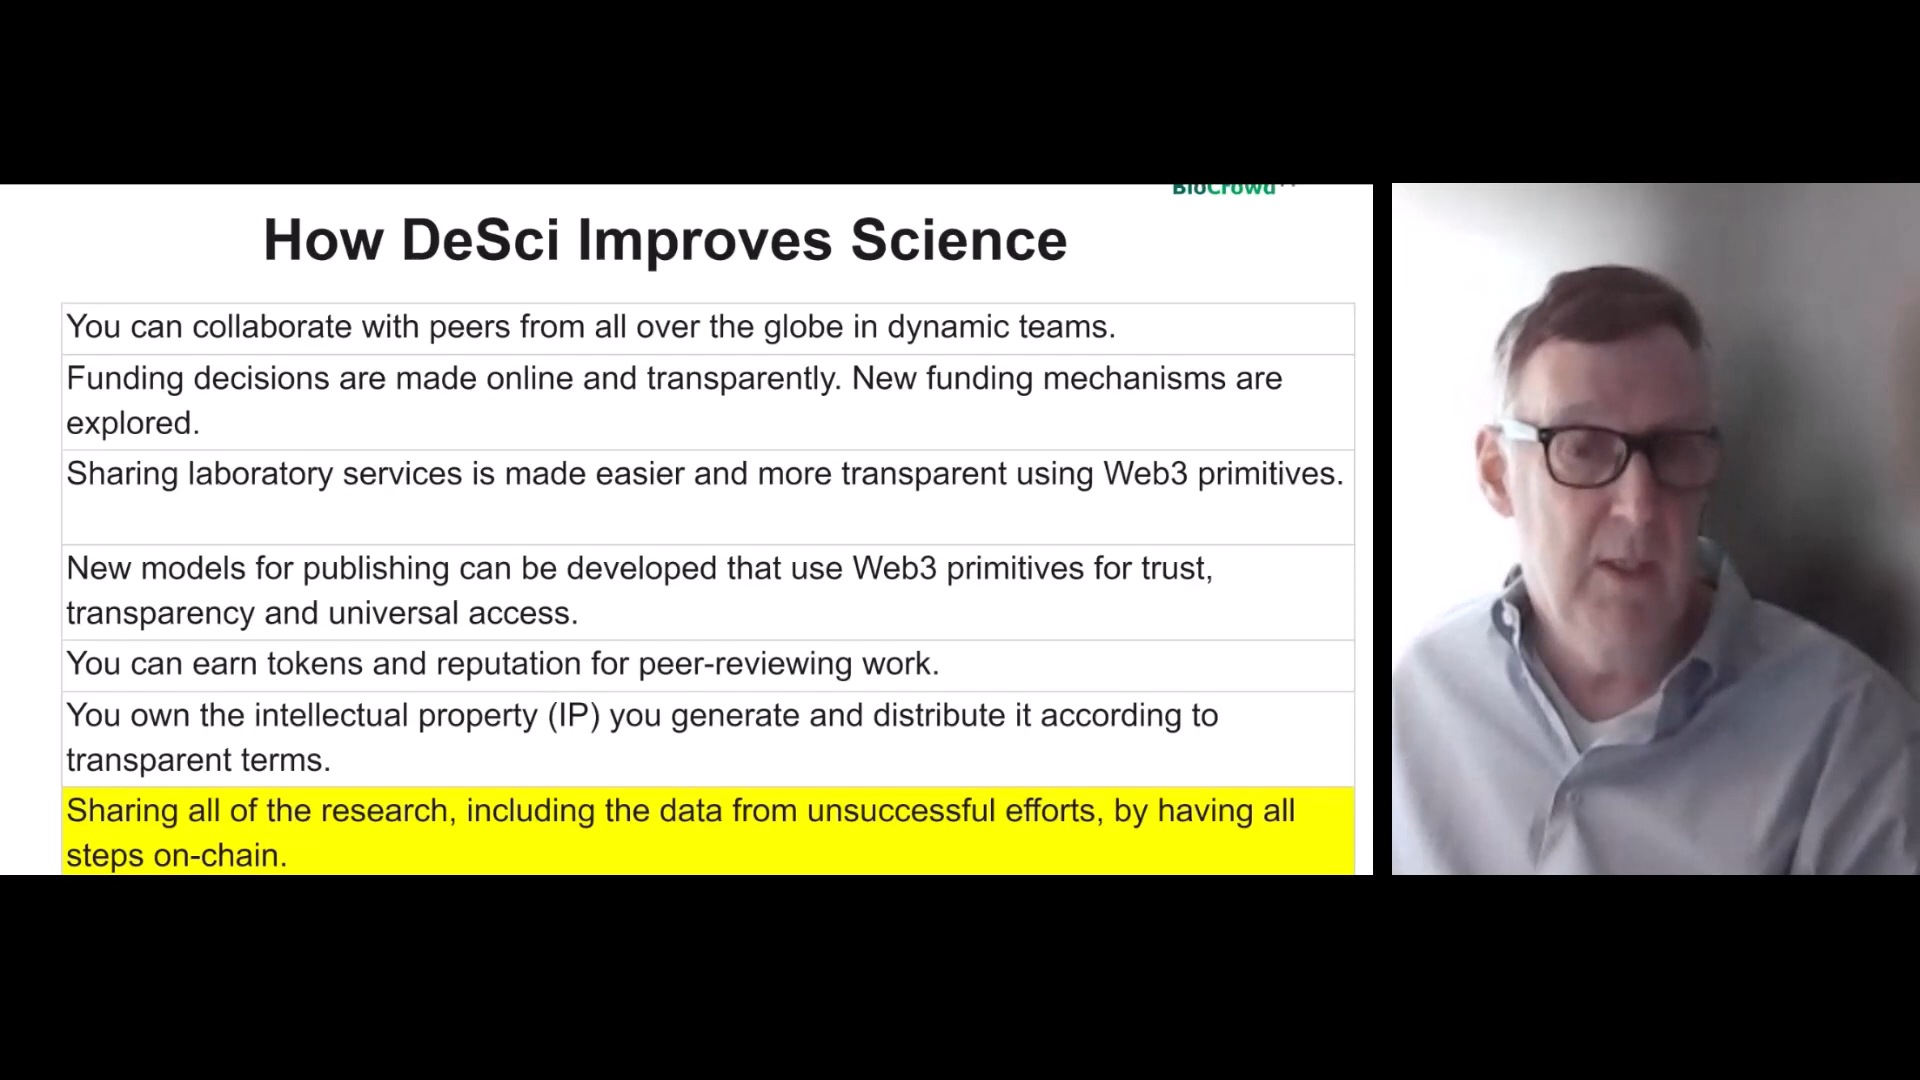 BioCrowd
How DeSci Improves Science
You can collaborate with peers from all over the globe in dynamic teams.
Funding decisions are made online and transparently. New funding mechanisms are
explored.
Sharing laboratory services is made easier and more transparent using Web3 primitives.
New models for publishing can be developed that use Web3 primitives for trust,
transparency and universal access.
You can earn tokens and reputation for peer-reviewing work.
You own the intellectual property (IP) you generate and distribute it according to
transparent terms.
Sharing all of the research, including the data from unsuccessful efforts, by having all
steps on-chain.